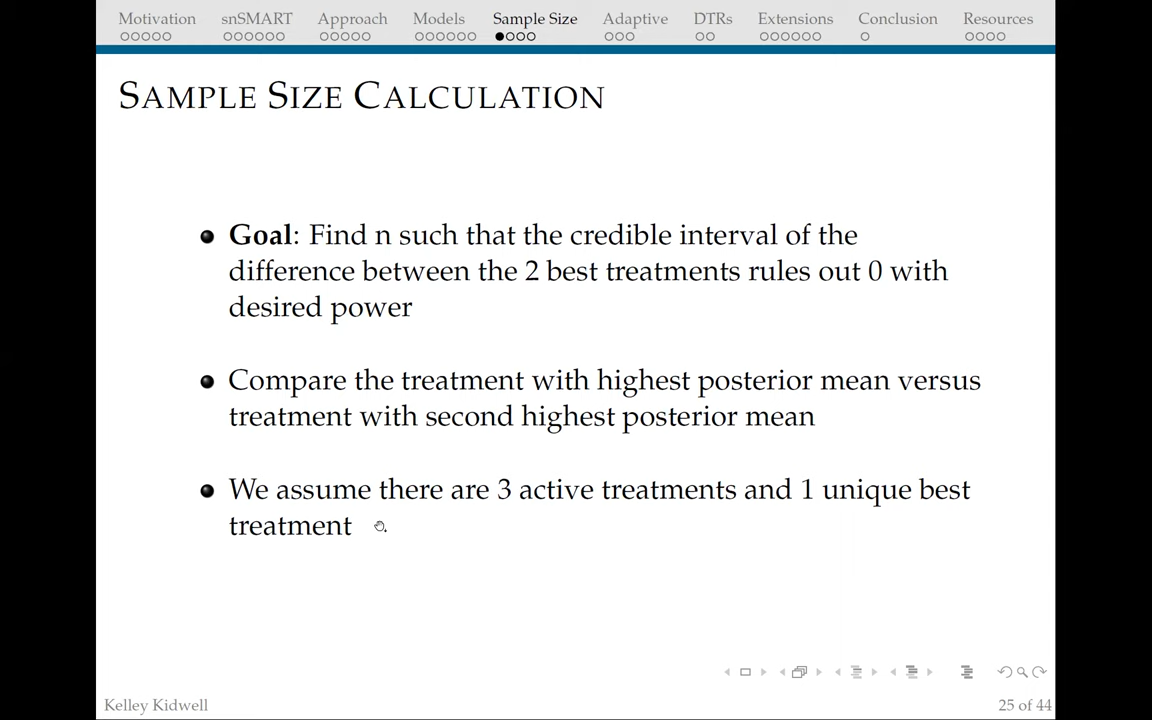 Motivation snSMART Approach Models Sample Size Adaptive DTRs Extensions Conclusion Resources
SAMPLE SIZE CALCULATION
Goal: Find n such that the credible interval of the
difference between the 2 best treatments rules out 0 with
desired power
Compare the treatment with highest posterior mean versus
treatment with second highest posterior mean
We assume there are 3 active treatments and 1 unique best
treatment
Kelley Kidwell 25 of 44